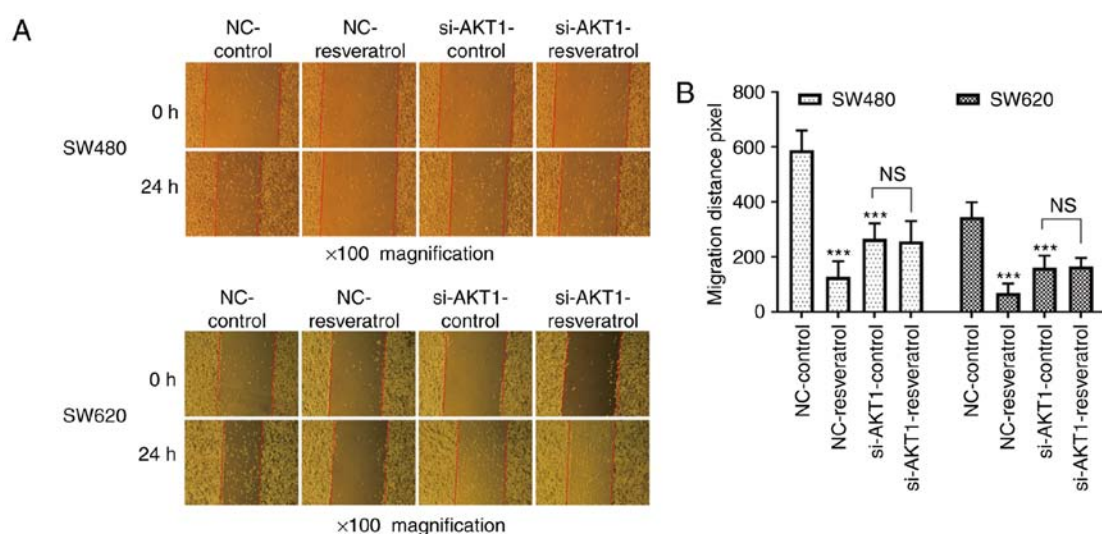 A
NC-
control
NC-
resveratrol
si-AKT1-
control
si-AKT1-
resveratrol
SW480
0 h
24 h
×100 magnification
NC-
control
NC-
resveratrol
si-AKT1-
control
si-AKT1-
resveratrol
SW620
0 h
24 h
×100 magnification
B
SW480
SW620
Migration distance pixel
800
600
400
200
0
***
***
NS
***
***
NS
NC-control
NC-resveratrol
si-AKT1-control
si-AKT1-resveratrol
NC-control
NC-resveratrol
si-AKT1-control
si-AKT1-resveratrol